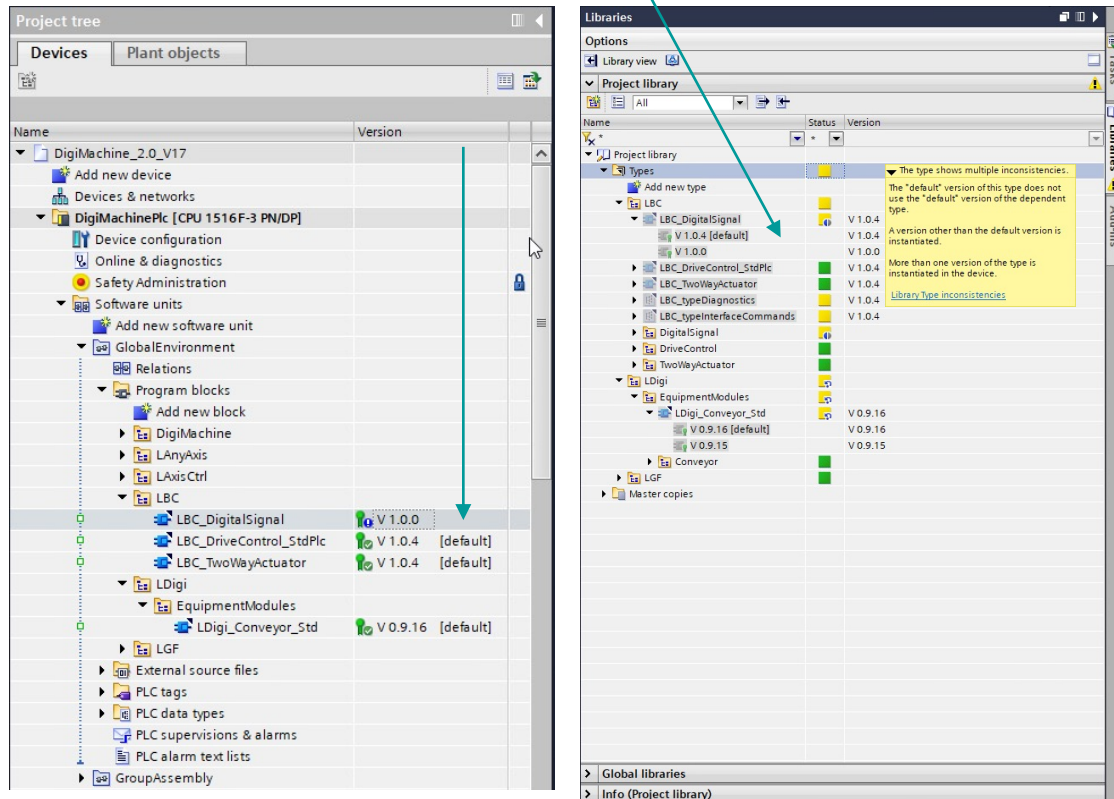 Project tree
Devices
Plant objects
Name Version
DigiMachine_2.0_V17
Add new device
Devices & networks
DigiMachinePlc [CPU 1516F-3 PN/DP]
Device configuration
Online & diagnostics
Safety Administration
Software units
Add new software unit
GlobalEnvironment
Relations
Program blocks
Add new block
DigiMachine
LAnyAxis
LAxisCtrl
LBC
LBC_DigitalSignal V 1.0.0
LBC_DriveControl_StdPlc V 1.0.4 [default]
LBC_TwoWayActuator V 1.0.4 [default]
LDigi
EquipmentModules
LDigi_Conveyor_Std V 0.9.16 [default]
LGF
External source files
PLC tags
PLC data types
PLC supervisions & alarms
PLC alarm text lists
GroupAssembly
Libraries
Options
Library view
Project library
All
Name Status Version
Project library
Types
Add new type
LBC
LBC_DigitalSignal V 1.0.4
V 1.0.4 [default] V 1.0.4
V 1.0.0 V 1.0.0
LBC_DriveControl_StdPlc V 1.0.4
LBC_TwoWayActuator V 1.0.4
LBC_typeDiagnostics V 1.0.4
LBC_typeInterfaceCommands V 1.0.4
DigitalSignal
DriveControl
TwoWayActuator
LDigi
EquipmentModules
LDigi_Conveyor_Std V 0.9.16
V 0.9.16 [default] V 0.9.16
V 0.9.15 V 0.9.15
Conveyor
LGF
Master copies
The type shows multiple inconsistencies.
The "default" version of this type does not
use the "default" version of the dependent
type.
A version other than the default version is
instantiated.
More than one version of the type is
instantiated in the device.
Library Type inconsistencies
Global libraries
Info (Project library)
Tasks
Libraries